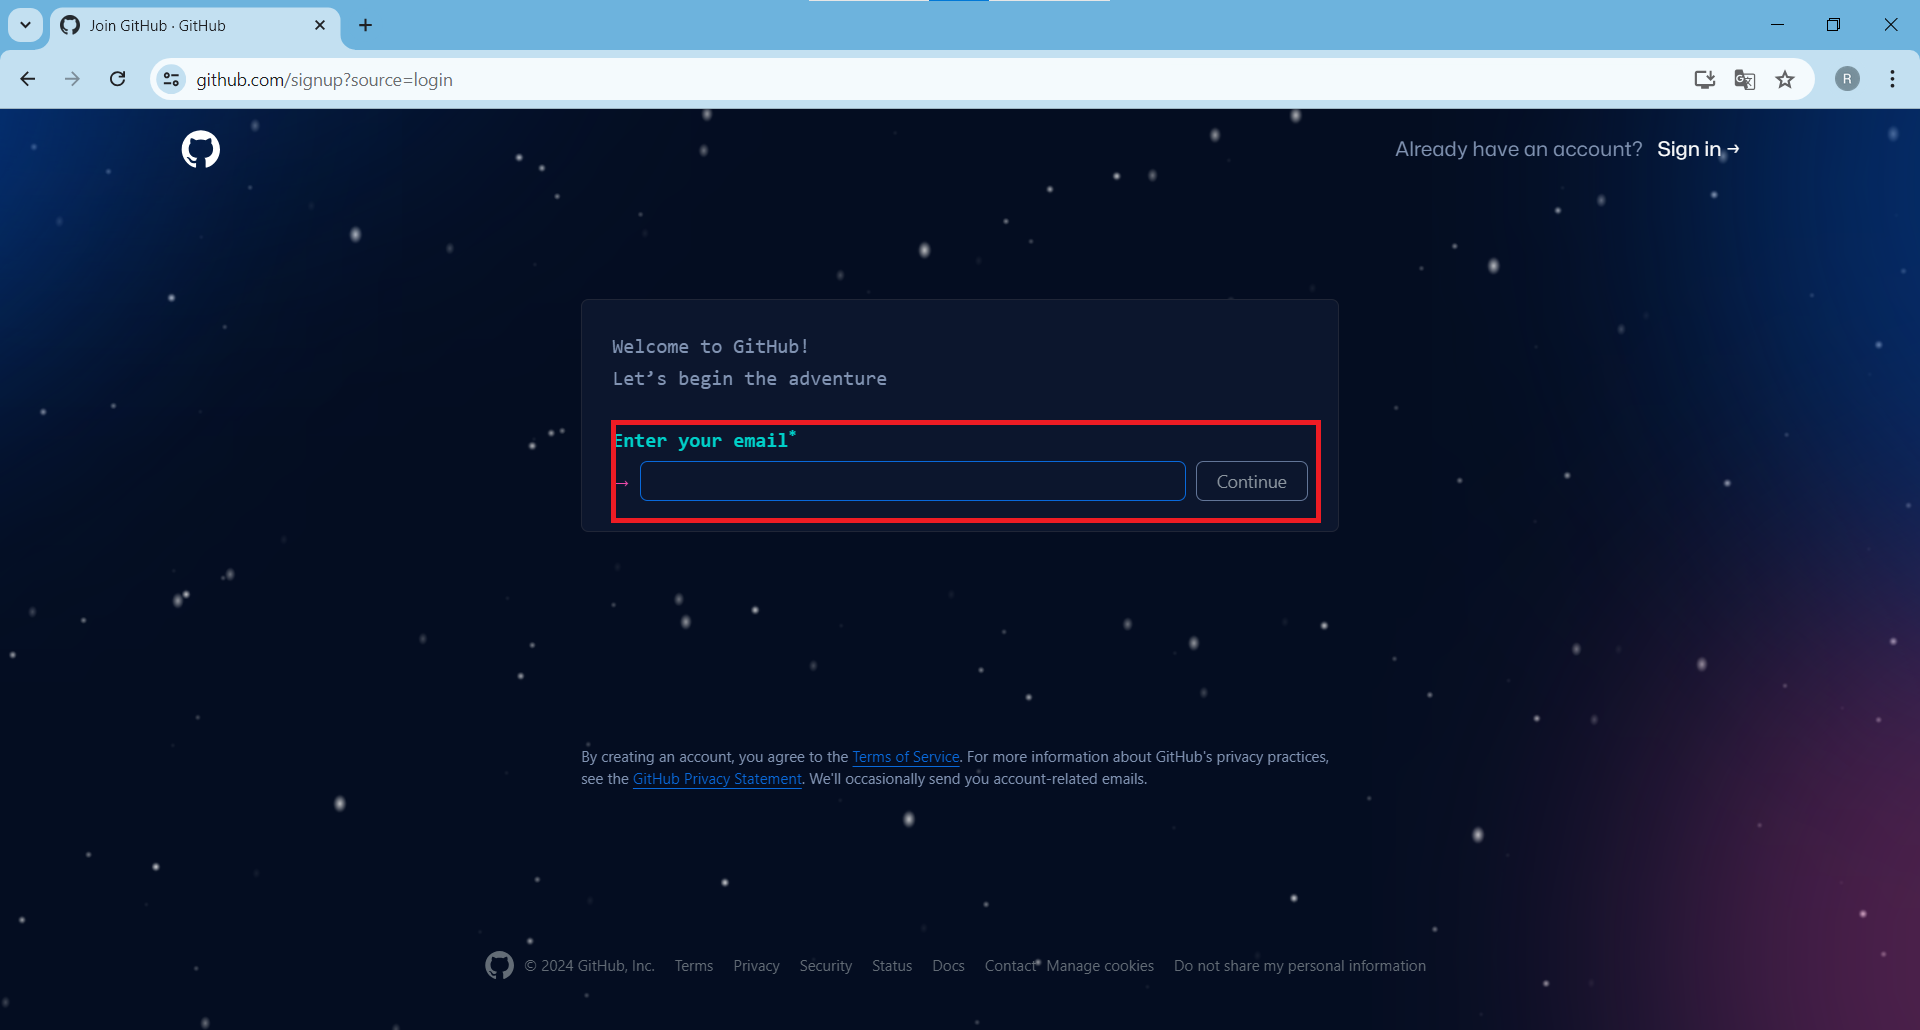 Join GitHub · GitHub
github.com/signup?source=login
R
Already have an account? Sign in →
Welcome to GitHub!
Let’s begin the adventure
Enter your email*
→ Continue
By creating an account, you agree to the Terms of Service. For more information about GitHub's privacy practices,
see the GitHub Privacy Statement. We'll occasionally send you account-related emails.
© 2024 GitHub, Inc. Terms Privacy Security Status Docs Contact Manage cookies Do not share my personal information